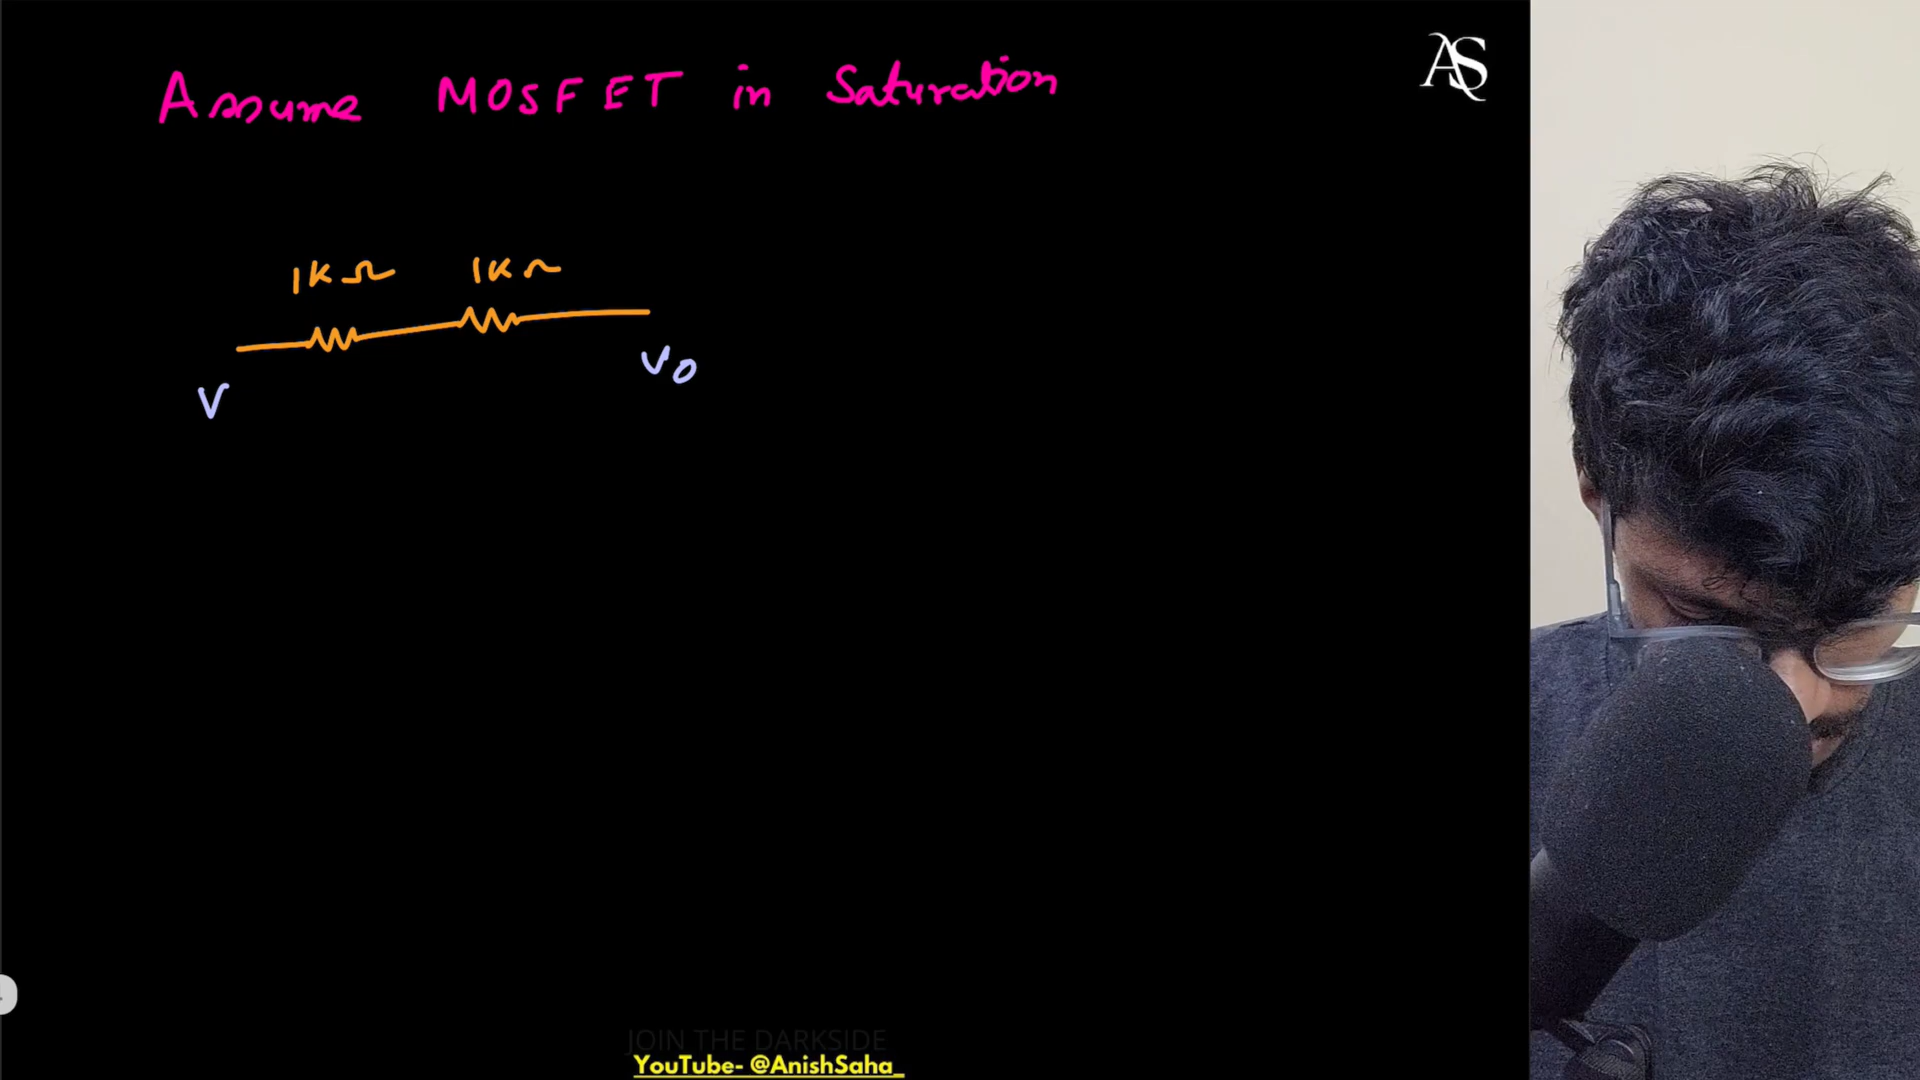 Assume MOSFET in Saturation
AS
1KΩ 1KΩ
V
Vo
JOIN THE DARKSIDE
YouTube- @AnishSaha_